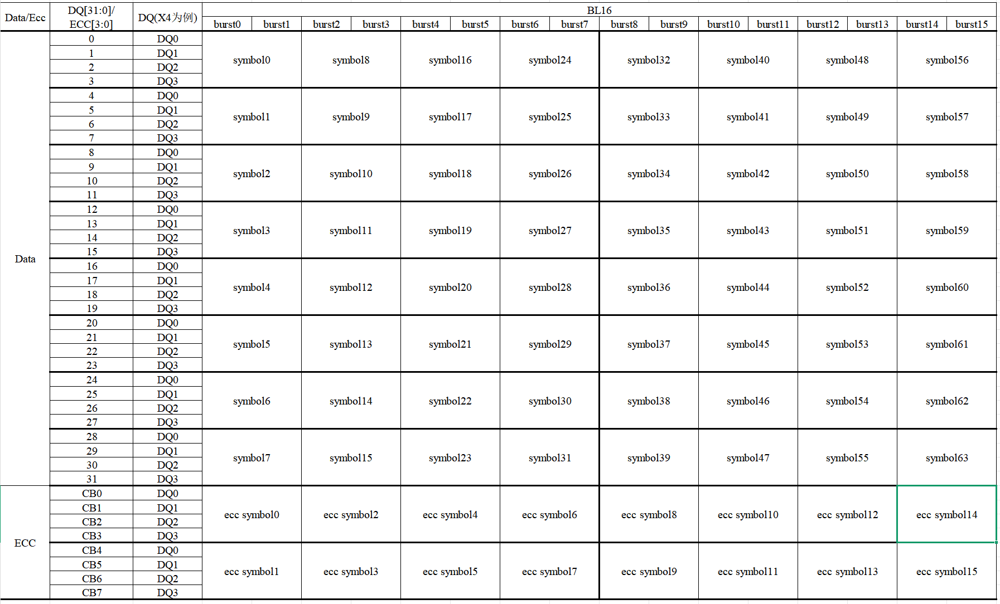 Data/Ecc DQ[31:0]/ECC[3:0] DQ(X4为例) BL16
burst0 burst1 burst2 burst3 burst4 burst5 burst6 burst7 burst8 burst9 burst10 burst11 burst12 burst13 burst14 burst15
Data
0 DQ0
1 DQ1
2 DQ2
3 DQ3
symbol0 symbol8 symbol16 symbol24 symbol32 symbol40 symbol48 symbol56
4 DQ0
5 DQ1
6 DQ2
7 DQ3
symbol1 symbol9 symbol17 symbol25 symbol33 symbol41 symbol49 symbol57
8 DQ0
9 DQ1
10 DQ2
11 DQ3
symbol2 symbol10 symbol18 symbol26 symbol34 symbol42 symbol50 symbol58
12 DQ0
13 DQ1
14 DQ2
15 DQ3
symbol3 symbol11 symbol19 symbol27 symbol35 symbol43 symbol51 symbol59
16 DQ0
17 DQ1
18 DQ2
19 DQ3
symbol4 symbol12 symbol20 symbol28 symbol36 symbol44 symbol52 symbol60
20 DQ0
21 DQ1
22 DQ2
23 DQ3
symbol5 symbol13 symbol21 symbol29 symbol37 symbol45 symbol53 symbol61
24 DQ0
25 DQ1
26 DQ2
27 DQ3
symbol6 symbol14 symbol22 symbol30 symbol38 symbol46 symbol54 symbol62
28 DQ0
29 DQ1
30 DQ2
31 DQ3
symbol7 symbol15 symbol23 symbol31 symbol39 symbol47 symbol55 symbol63
ECC
CB0 DQ0
CB1 DQ1
CB2 DQ2
CB3 DQ3
ecc symbol0 ecc symbol2 ecc symbol4 ecc symbol6 ecc symbol8 ecc symbol10 ecc symbol12 ecc symbol14
CB4 DQ0
CB5 DQ1
CB6 DQ2
CB7 DQ3
ecc symbol1 ecc symbol3 ecc symbol5 ecc symbol7 ecc symbol9 ecc symbol11 ecc symbol13 ecc symbol15